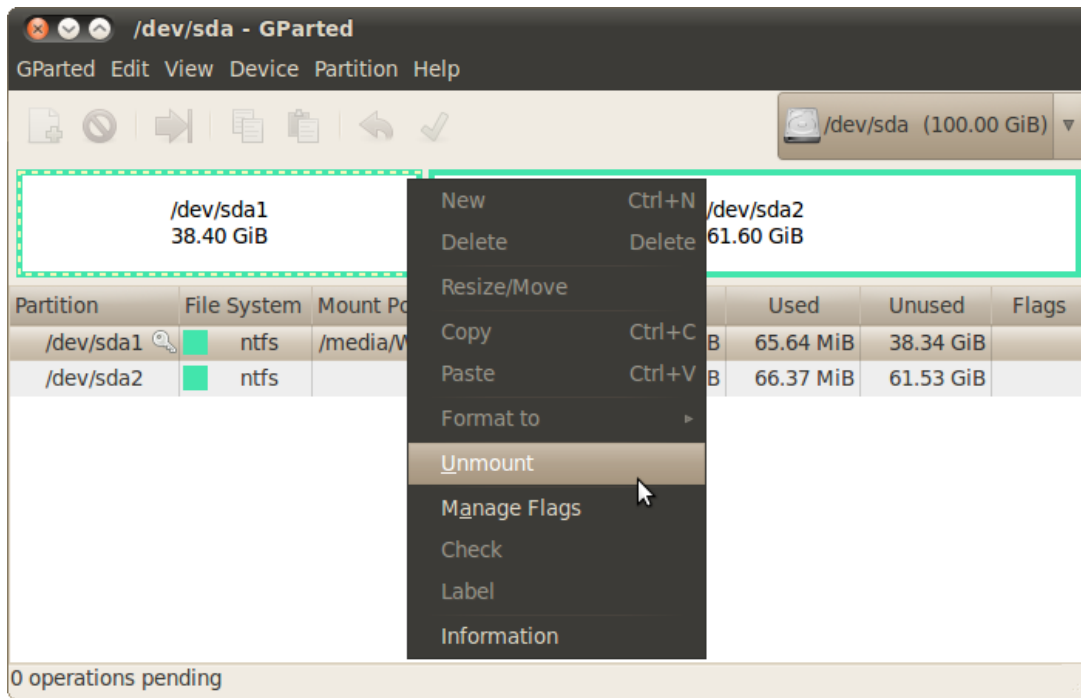 /dev/sda - GParted
GParted Edit View Device Partition Help
/dev/sda (100.00 GiB)
/dev/sda1
38.40 GiB
/dev/sda2
61.60 GiB
Partition File System Mount Used Unused Flags
/dev/sda1 ntfs 65.64 MiB 38.34 GiB
/dev/sda2 ntfs 66.37 MiB 61.53 GiB
New Ctrl+N
Delete Delete
Resize/Move
Copy Ctrl+C
Paste Ctrl+V
Format to
Unmount
Manage Flags
Check
Label
Information
0 operations pending